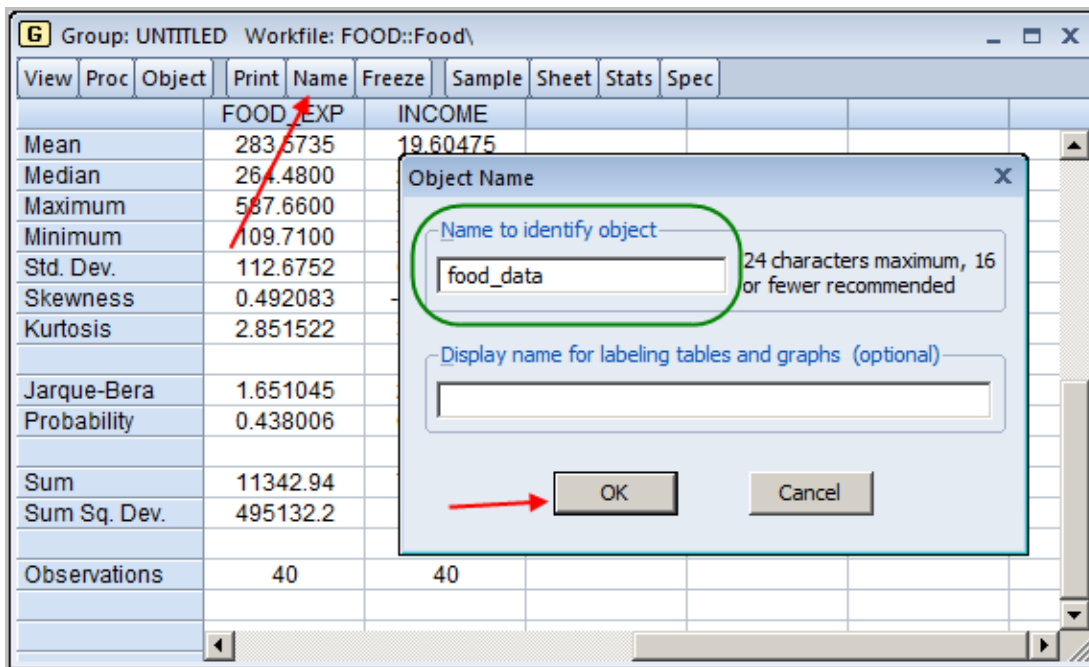 G Group: UNTITLED Workfile: FOOD::Food\
View Proc Object Print Name Freeze Sample Sheet Stats Spec
FOOD_EXP INCOME
Mean 283.5735 19.60475
Median 264.4800
Maximum 587.6600
Minimum 109.7100
Std. Dev. 112.6752
Skewness 0.492083 -
Kurtosis 2.851522
Jarque-Bera 1.651045
Probability 0.438006
Sum 11342.94
Sum Sq. Dev. 495132.2
Observations 40 40
Object Name
Name to identify object
food_data
24 characters maximum, 16
or fewer recommended
Display name for labeling tables and graphs (optional)
OK Cancel